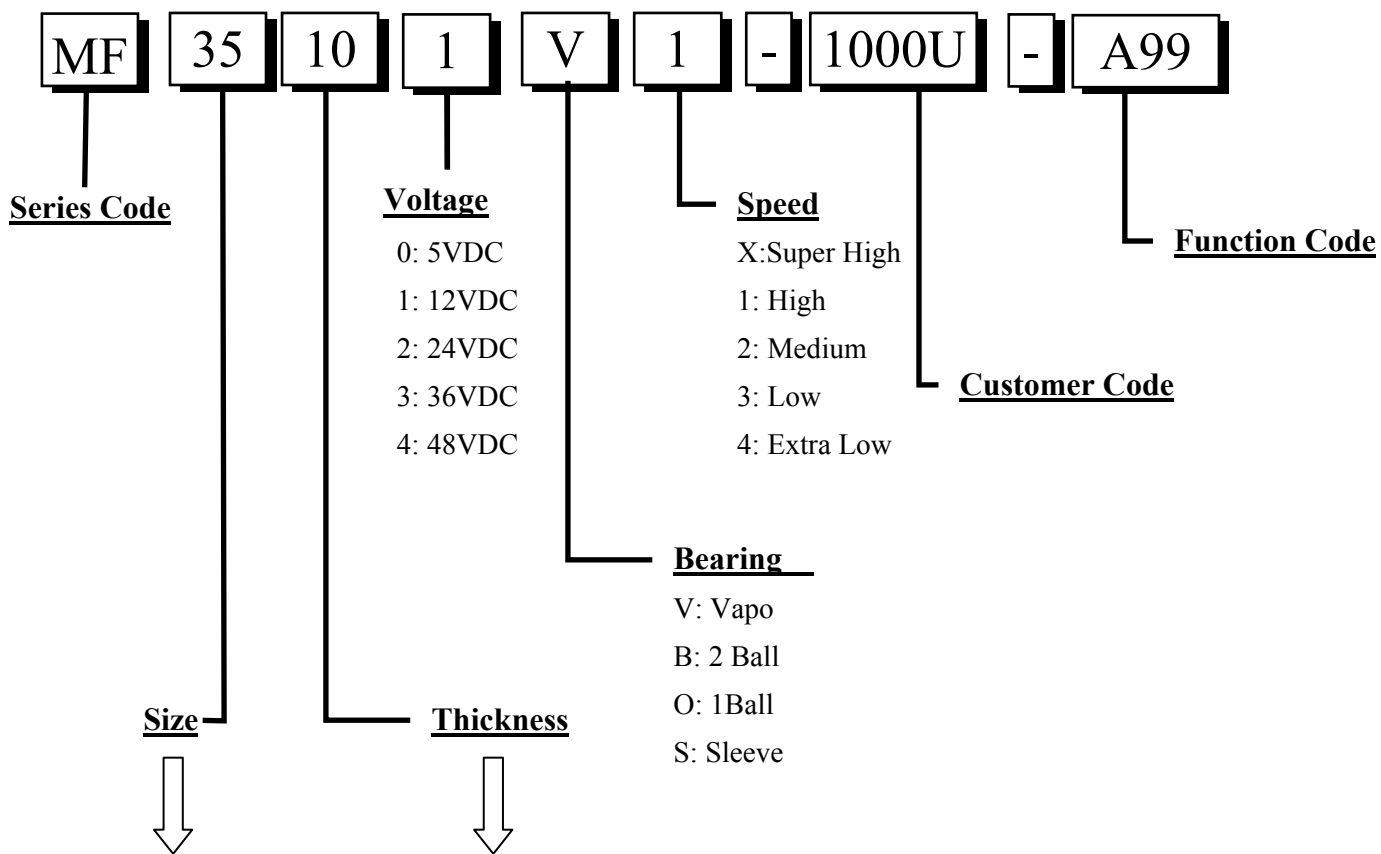 MF 35 10 1 V 1 - 1000U - A99
Series Code
Voltage
0: 5VDC
1: 12VDC
2: 24VDC
3: 36VDC
4: 48VDC
Speed
X:Super High
1: High
2: Medium
3: Low
4: Extra Low
Function Code
Customer Code
Bearing
V: Vapo
B: 2 Ball
O: 1Ball
S: Sleeve
Size
Thickness